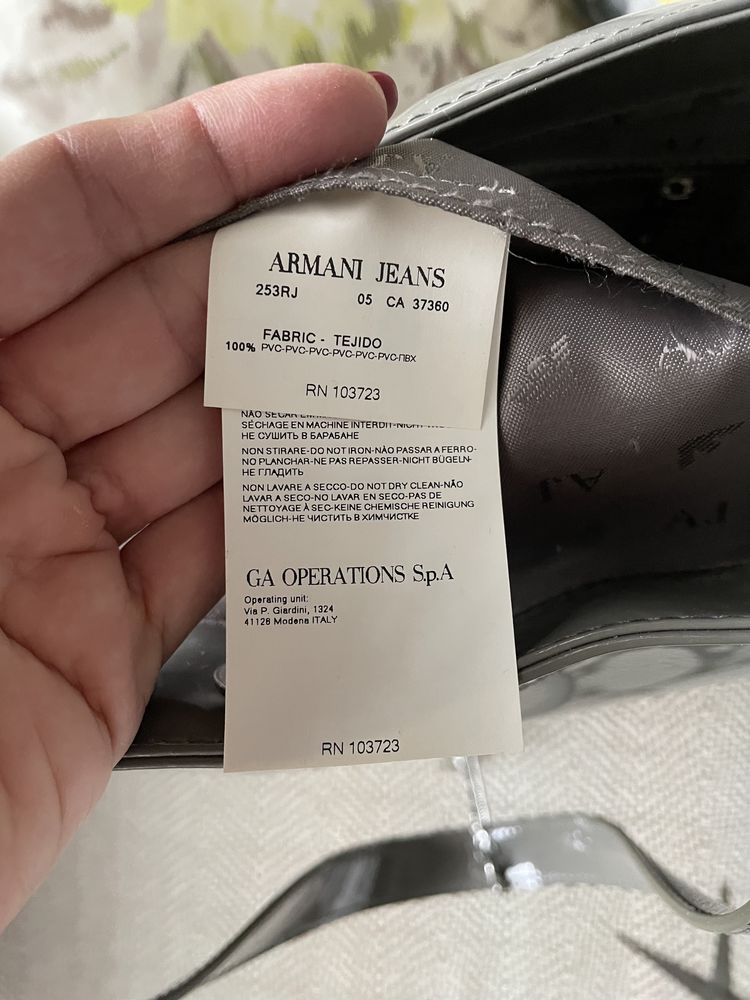 ARMANI JEANS
253RJ 05 CA 37360
FABRIC - TEJIDO
100% PVC-PVC-PVC-PVC-PVC-PVC-ПВХ
RN 103723
NÃO SECAR
SÉCHAGE EN MACHINE INTERDIT-NICHT
НЕ СУШИТЬ В БАРАБАНЕ
NON STIRARE-DO NOT IRON-NÃO PASSAR A FERRO-
NO PLANCHAR-NE PAS REPASSER-NICHT BÜGELN-
НЕ ГЛАДИТЬ
NON LAVARE A SECCO-DO NOT DRY CLEAN-NÃO
LAVAR A SECO-NO LAVAR EN SECO-PAS DE
NETTOYAGE À SEC-KEINE CHEMISCHE REINIGUNG
MÖGLICH-НЕ ЧИСТИТЬ В ХИМЧИСТКЕ
GA OPERATIONS S.p.A
Operating unit:
Via P. Giardini, 1324
41126 Modena ITALY
RN 103723
AJ
AJ